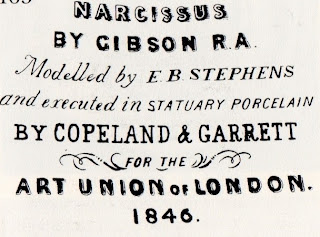 NARCISSUS
BY GIBSON R.A.
Modelled by E.B. STEPHENS
and executed in STATUARY PORCELAIN
BY COPELAND & GARRETT
FOR THE
ART UNION OF LONDON.
1846.